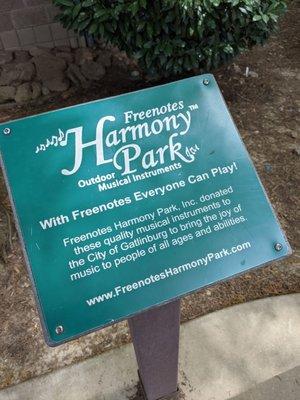 Freenotes
Harmony
Park™
Outdoor
Musical Instruments
With Freenotes Everyone Can Play!
Freenotes Harmony Park, Inc. donated
these quality musical instruments to
the City of Gatlinburg to bring the joy of
music to people of all ages and abilities.
www.FreenotesHarmonyPark.com